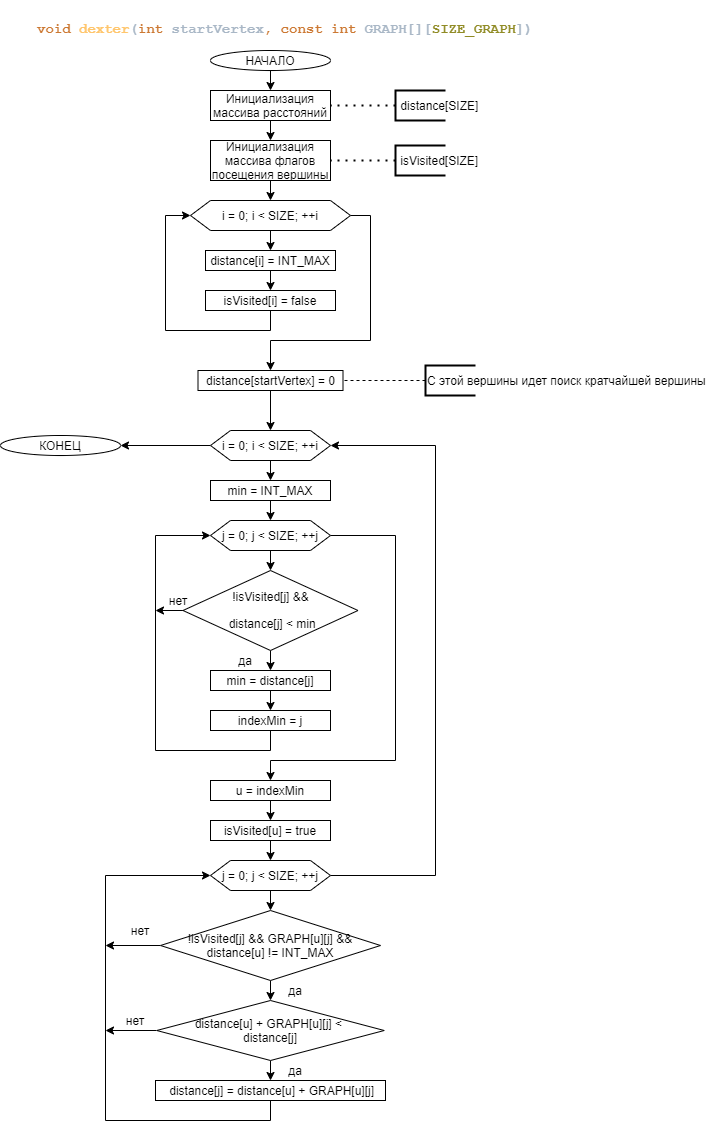 void dexter(int startVertex, const int GRAPH[][SIZE_GRAPH])
НАЧАЛО
Инициализация
массива расстояний
distance[SIZE]
Инициализация
массива флагов
посещения вершины
isVisited[SIZE]
i = 0; i < SIZE; ++i
distance[i] = INT_MAX
isVisited[i] = false
distance[startVertex] = 0
С этой вершины идет поиск кратчайшей вершины
КОНЕЦ
i = 0; i < SIZE; ++i
min = INT_MAX
j = 0; j < SIZE; ++j
нет
!isVisited[j] &&
distance[j] < min
да
min = distance[j]
indexMin = j
u = indexMin
isVisited[u] = true
j = 0; j < SIZE; ++j
нет
!isVisited[j] && GRAPH[u][j] &&
distance[u] != INT_MAX
да
нет
distance[u] + GRAPH[u][j] <
distance[j]
да
distance[j] = distance[u] + GRAPH[u][j]